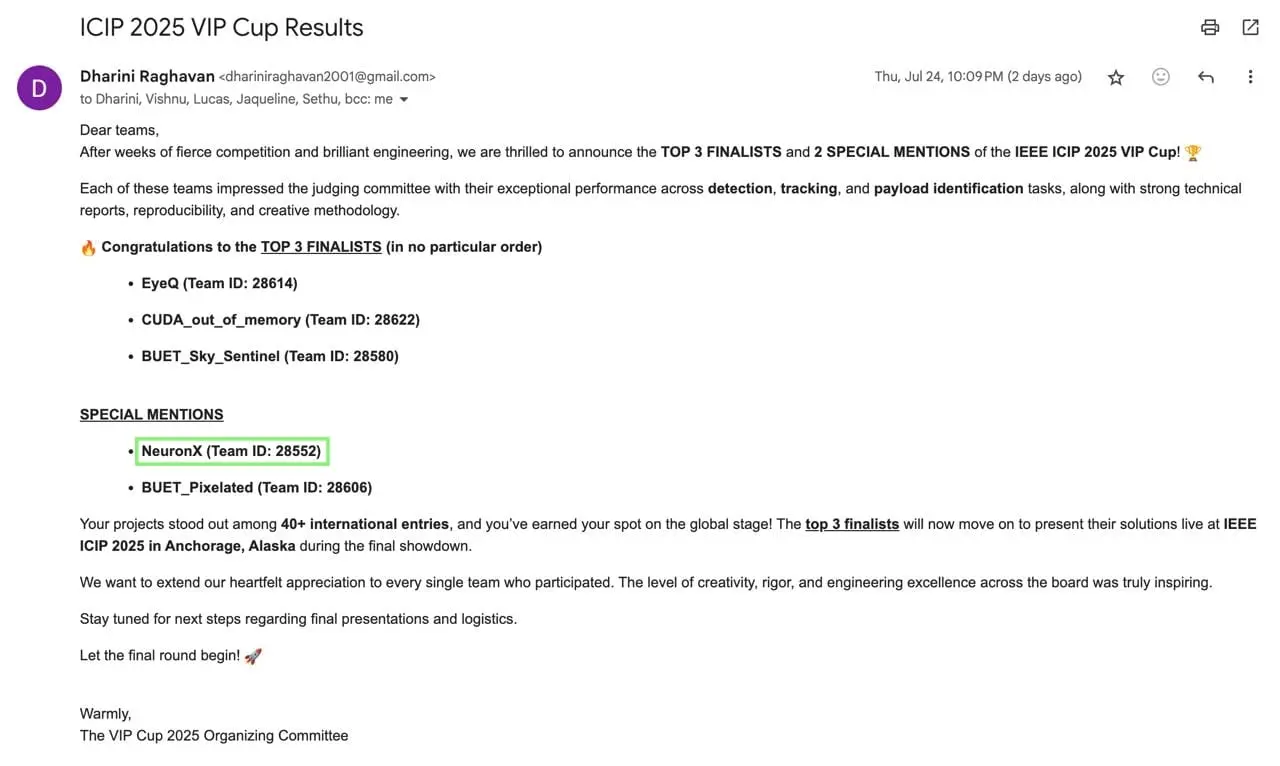 ICIP 2025 VIP Cup Results
D
Dharini Raghavan <dhariniraghavan2001@gmail.com>
Thu, Jul 24, 10:09 PM (2 days ago)
to Dharini, Vishnu, Lucas, Jaqueline, Sethu, bcc: me
Dear teams,
After weeks of fierce competition and brilliant engineering, we are thrilled to announce the TOP 3 FINALISTS and 2 SPECIAL MENTIONS of the IEEE ICIP 2025 VIP Cup! 🏆
Each of these teams impressed the judging committee with their exceptional performance across detection, tracking, and payload identification tasks, along with strong technical
reports, reproducibility, and creative methodology.
🔥 Congratulations to the TOP 3 FINALISTS (in no particular order)
• EyeQ (Team ID: 28614)
• CUDA_out_of_memory (Team ID: 28622)
• BUET_Sky_Sentinel (Team ID: 28580)
SPECIAL MENTIONS
• NeuronX (Team ID: 28552)
• BUET_Pixelated (Team ID: 28606)
Your projects stood out among 40+ international entries, and you’ve earned your spot on the global stage! The top 3 finalists will now move on to present their solutions live at IEEE
ICIP 2025 in Anchorage, Alaska during the final showdown.
We want to extend our heartfelt appreciation to every single team who participated. The level of creativity, rigor, and engineering excellence across the board was truly inspiring.
Stay tuned for next steps regarding final presentations and logistics.
Let the final round begin! 🚀
Warmly,
The VIP Cup 2025 Organizing Committee